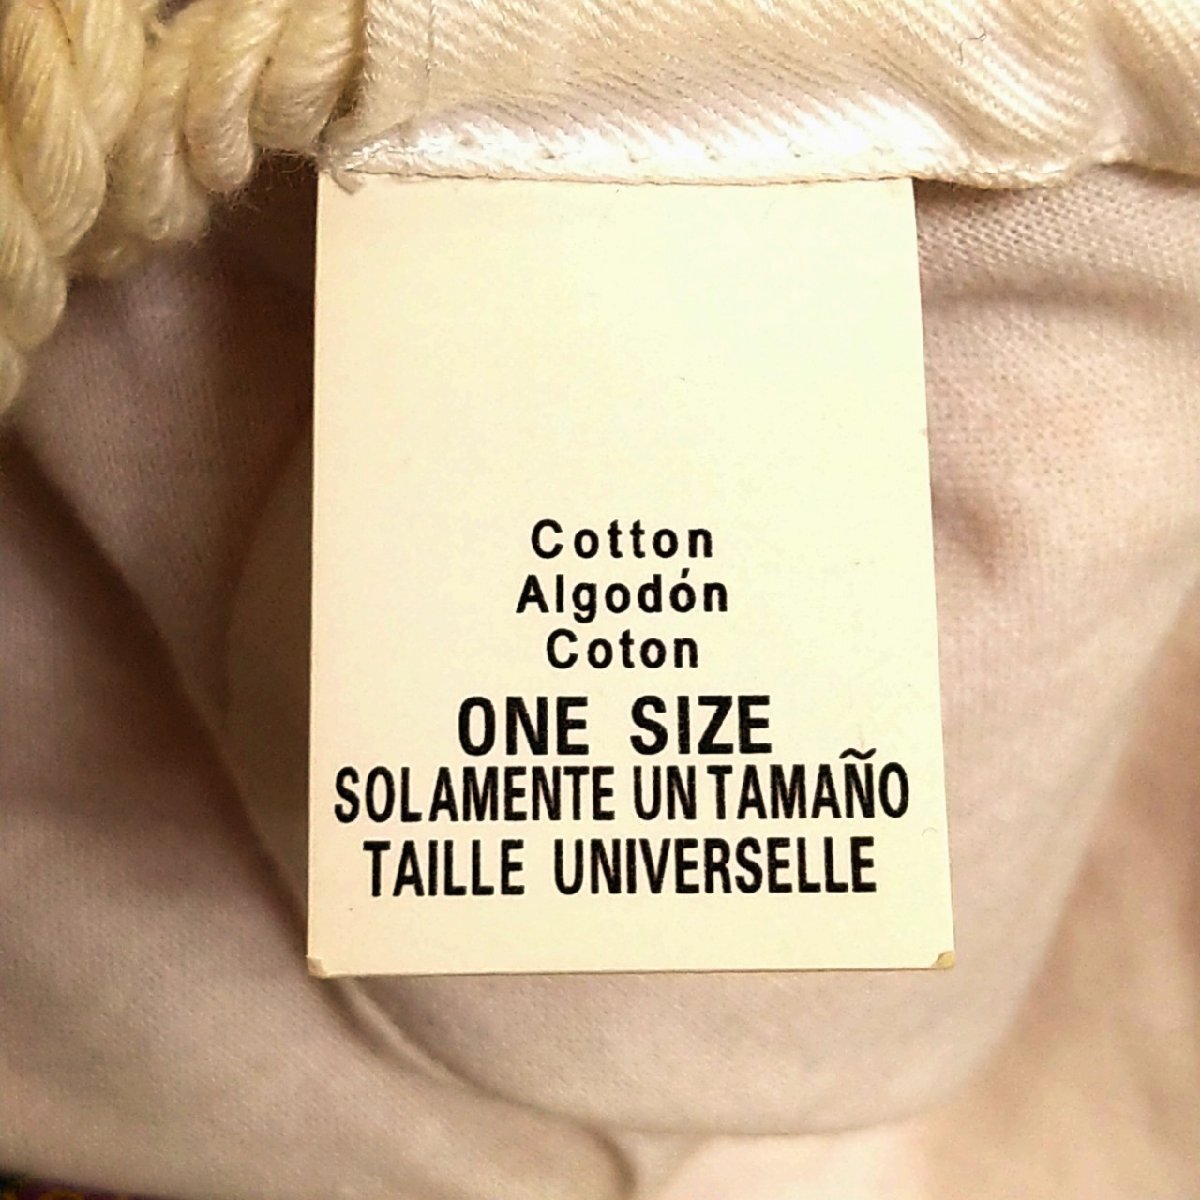 Cotton
Algodón
Coton
ONE SIZE
SOLAMENTE UN TAMAÑO
TAILLE UNIVERSELLE